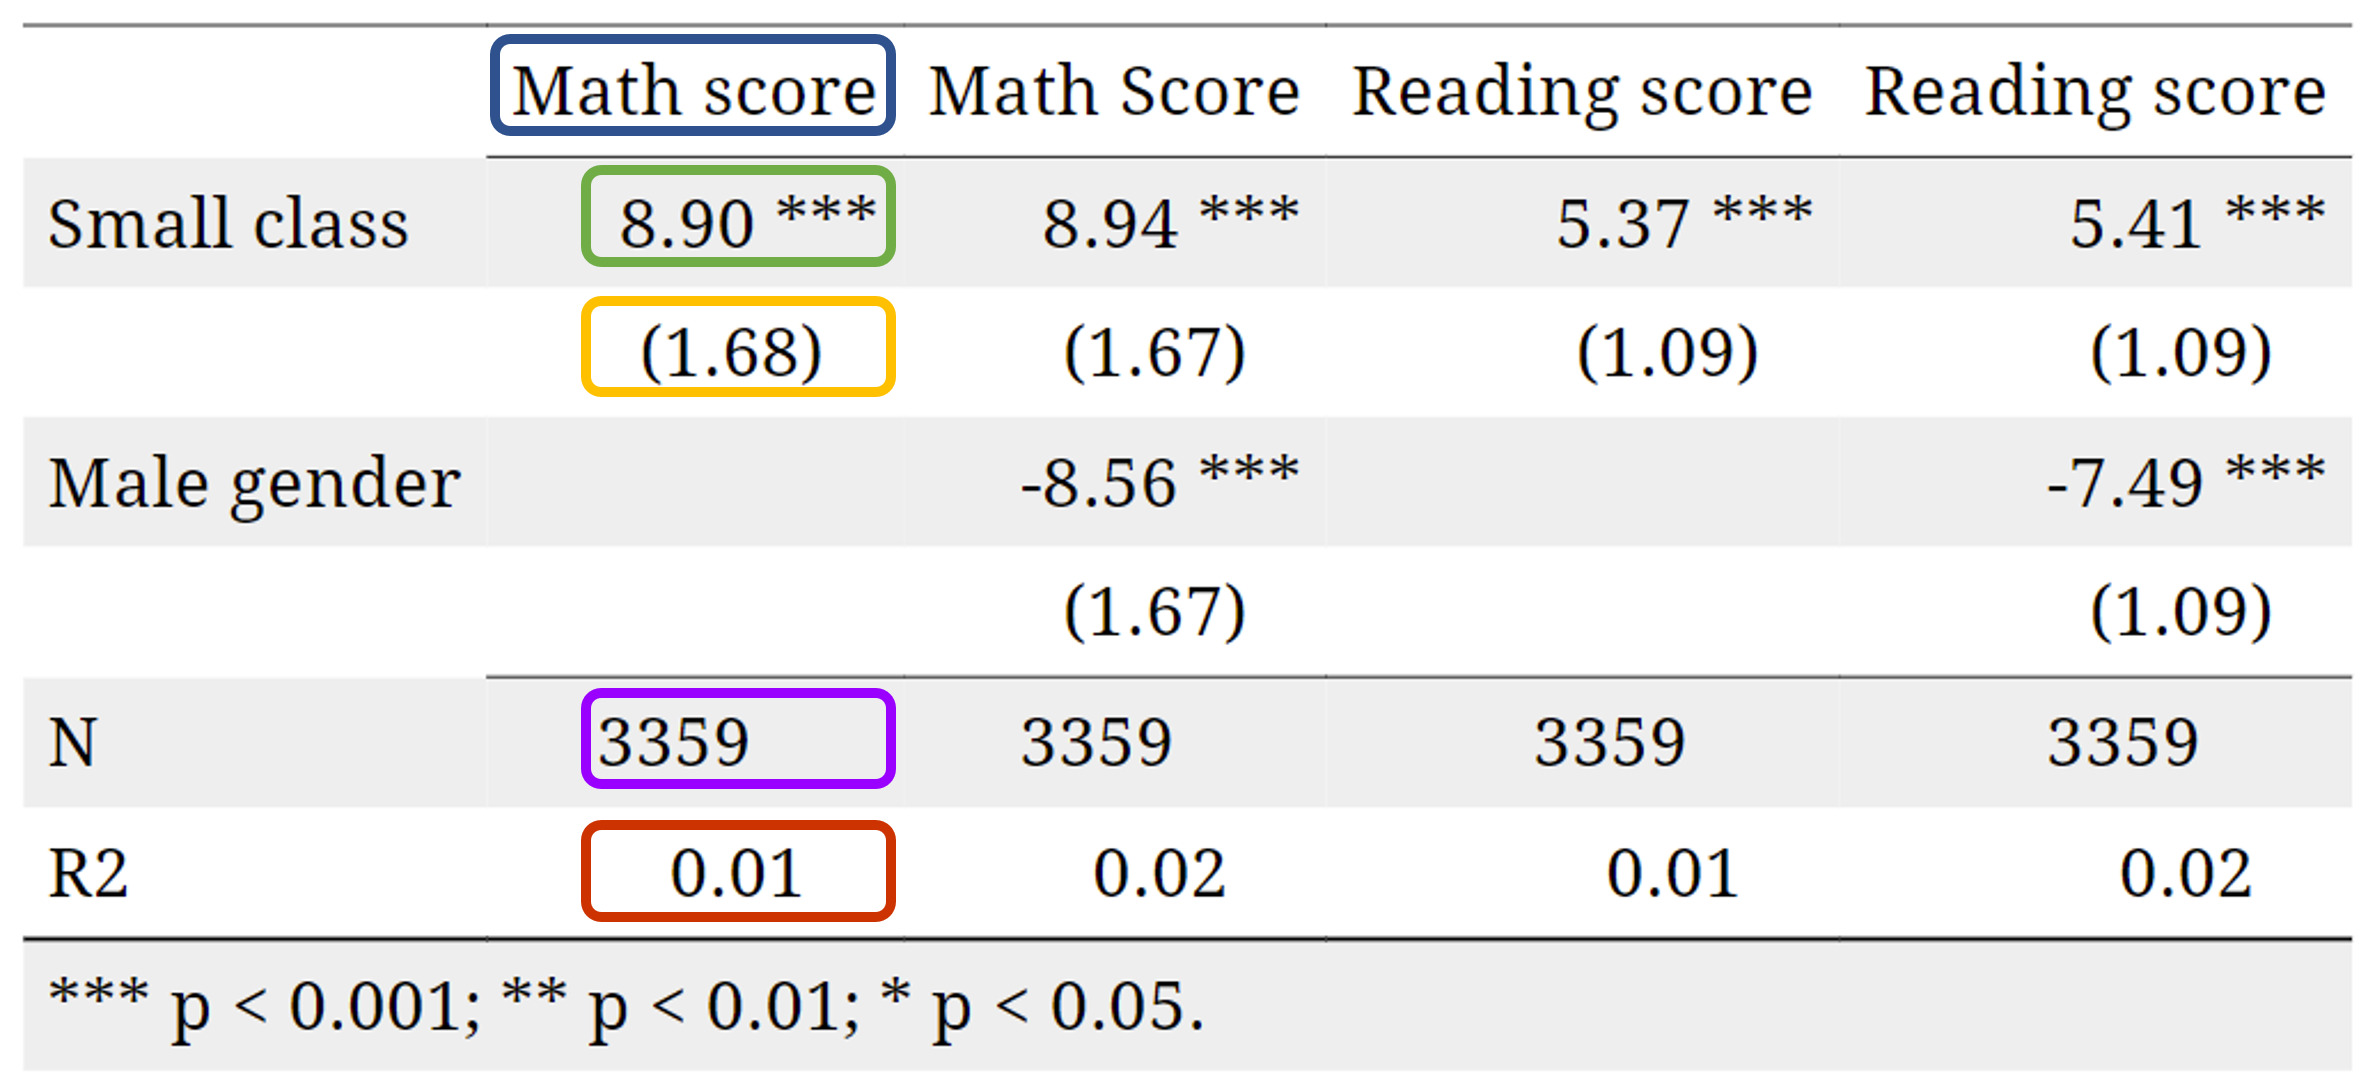 Math score Math Score Reading score Reading score
Small class 8.90 *** 8.94 *** 5.37 *** 5.41 ***
(1.68) (1.67) (1.09) (1.09)
Male gender -8.56 *** -7.49 ***
(1.67) (1.09)
N 3359 3359 3359 3359
R2 0.01 0.02 0.01 0.02
*** p < 0.001; ** p < 0.01; * p < 0.05.